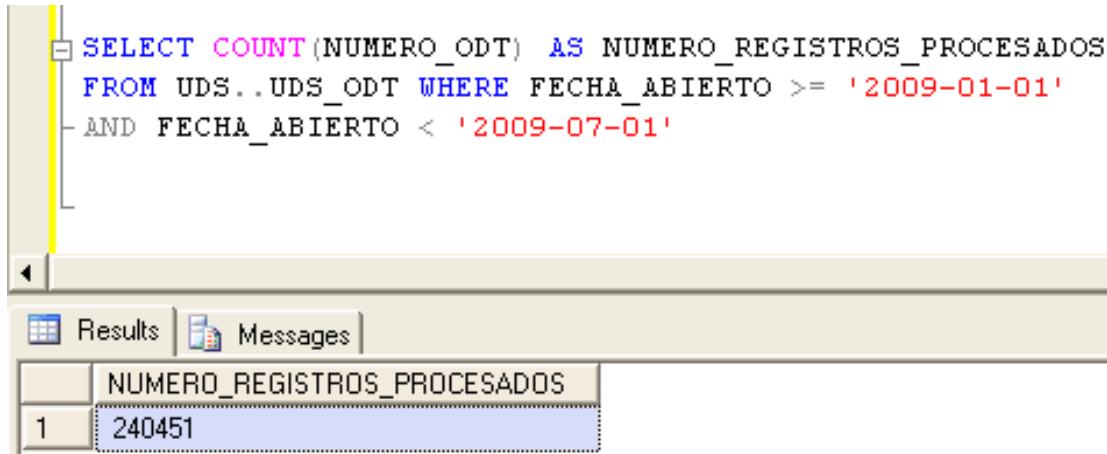 SELECT COUNT(NUMERO_ODT) AS NUMERO_REGISTROS_PROCESADOS
FROM UDS..UDS_ODT WHERE FECHA_ABIERTO >= '2009-01-01'
AND FECHA_ABIERTO < '2009-07-01'
Results Messages
NUMERO_REGISTROS_PROCESADOS
1 240451